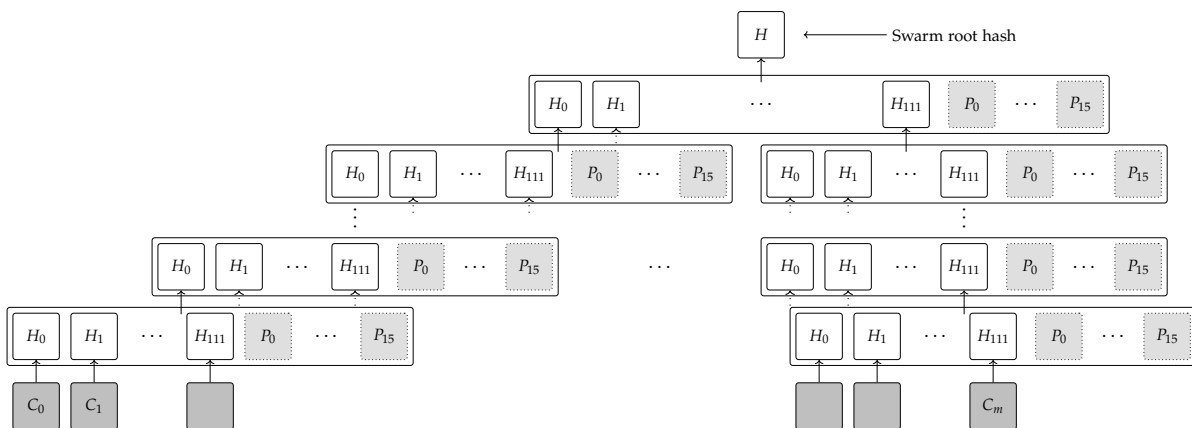 H Swarm root hash
H0 H1 ··· H111 P0 ··· P15
H0 H1 ··· H111 P0 ··· P15 H0 H1 ··· H111 P0 ··· P15
H0 H1 ··· H111 P0 ··· P15 ··· H0 H1 ··· H111 P0 ··· P15
H0 H1 ··· H111 P0 ··· P15 H0 H1 ··· H111 P0 ··· P15
C0 C1 Cm